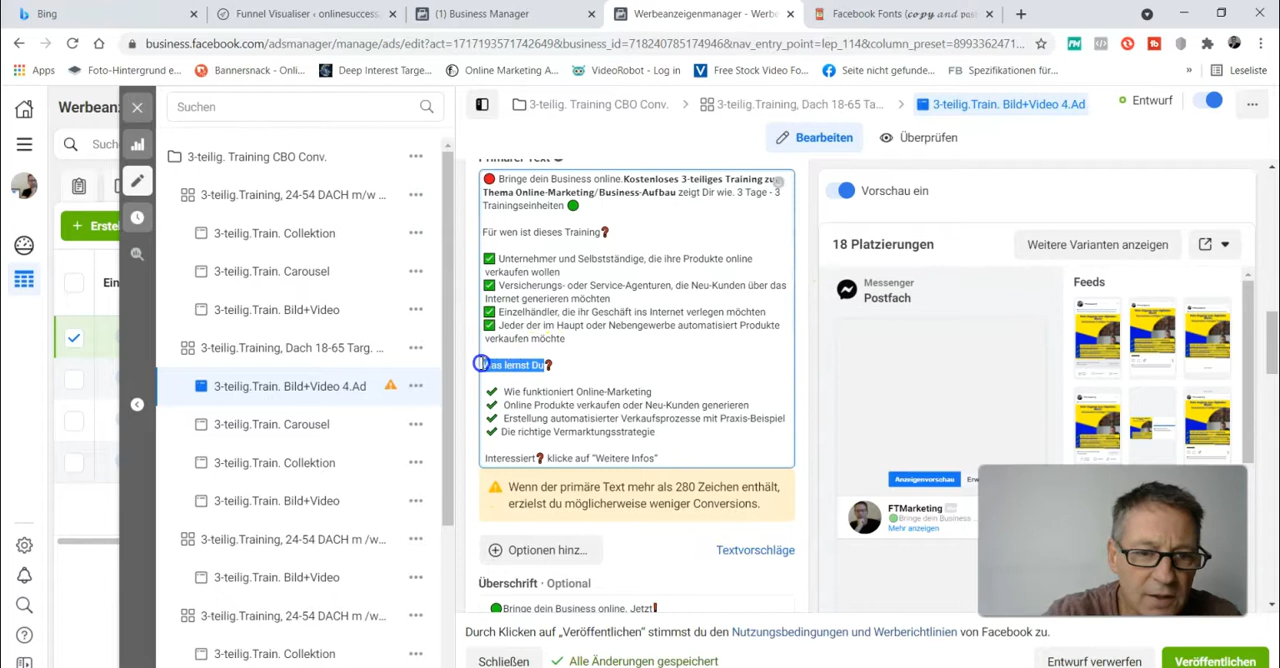 Bing
Funnel Visualiser ‹ onlinesuccess.
(1) Business Manager
Werbeanzeigenmanager - Werbe
Facebook Fonts (𝓬𝓸𝓹𝔂 𝒂𝒏𝒅 𝓹𝓸𝓼𝓽
business.facebook.com/adsmanager/manage/ads/edit?act=1717193571742649&business_id=718240785174946&nav_entry_point=lep_114&column_preset=8993362471...
Apps
Foto-Hintergrund e...
Bannersnack - Onli...
Deep Interest Targe...
Online Marketing A...
VideoRobot - Log in
Free Stock Video Fo...
Seite nicht gefunde...
FB Spezifikationen für...
»
Leseliste
Werbeanz
Suchen
3-teilig. Training CBO Conv.
3-teilig.Training, Dach 18-65 Ta...
3-teilig.Train. Bild+Video 4.Ad
Entwurf
Bearbeiten
Überprüfen
Such
Erste
Ein
3-teilig. Training CBO Conv.
3-teilig.Training, 24-54 DACH m/w ...
3-teilig.Train. Collektion
3-teilig.Train. Carousel
3-teilig.Train. Bild+Video
3-teilig.Training, Dach 18-65 Targ. ...
3-teilig.Train. Bild+Video 4.Ad
3-teilig.Train. Carousel
3-teilig.Train. Collektion
3-teilig.Train. Bild+Video
3-teilig.Training, 24-54 DACH m /w...
3-teilig.Train. Bild+Video
3-teilig.Training, 24-54 DACH m /w...
3-teilig.Train. Collektion
Primärer Text
🔴 Bringe dein Business online.Kostenloses 3-teiliges Training zum
Thema Online-Marketing/Business-Aufbau zeigt Dir wie. 3 Tage - 3
Trainingseinheiten 🟢
Für wen ist dieses Training❓
✅ Unternehmer und Selbstständige, die ihre Produkte online
verkaufen wollen
✅ Versicherungs- oder Service-Agenturen, die Neu-Kunden über das
Internet generieren möchten
✅ Einzelhändler, die ihr Geschäft ins Internet verlegen möchten
✅ Jeder der im Haupt oder Nebengewerbe automatisiert Produkte
verkaufen möchte
as lernst Du❓
✔ Wie funktioniert Online-Marketing
✔ Online Produkte verkaufen oder Neu-Kunden generieren
✔ Erstellung automatisierter Verkaufsprozesse mit Praxis-Beispiel
✔ Die richtige Vermarktungsstrategie
Interessiert❓ klicke auf "Weitere Infos"
Wenn der primäre Text mehr als 280 Zeichen enthält,
erzielst du möglicherweise weniger Conversions.
Optionen hinz...
Textvorschläge
Überschrift · Optional
🟢Bringe dein Business online. Jetzt❗
Vorschau ein
18 Platzierungen
Weitere Varianten anzeigen
Messenger
Postfach
Feeds
Anzeigenvorschau
Erw
FTMarketing
🟢Bringe dein Business ...
Mehr anzeigen
Durch Klicken auf „Veröffentlichen“ stimmst du den Nutzungsbedingungen und Werberichtlinien von Facebook zu.
Schließen
Alle Änderungen gespeichert
Entwurf verwerfen
Veröffentlichen